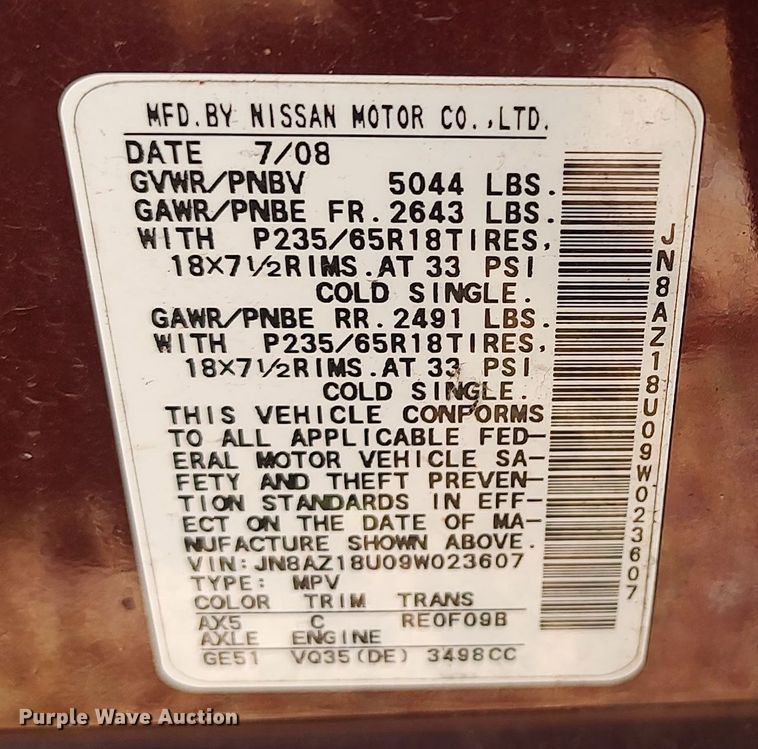 MFD.BY NISSAN MOTOR CO.,LTD.
DATE 7/08
GVWR/PNBV 5044 LBS.
GAWR/PNBE FR.2643 LBS.
WITH P235/65R18TIRES,
18X7½RIMS.AT 33 PSI
COLD SINGLE.
GAWR/PNBE RR.2491 LBS.
WITH P235/65R18TIRES,
18X7½RIMS.AT 33 PSI
COLD SINGLE.
THIS VEHICLE CONFORMS
TO ALL APPLICABLE FED-
ERAL MOTOR VEHICLE SA-
FETY AND THEFT PREVEN-
TION STANDARDS IN EFF-
ECT ON THE DATE OF MA-
NUFACTURE SHOWN ABOVE.
VIN:JN8AZ18U09W023607
TYPE: MPV
COLOR TRIM TRANS
AX5 C RE0F09B
AXLE ENGINE
GE51 VQ35(DE) 3498CC
JN8AZ18U09W023607
Purple Wave Auction